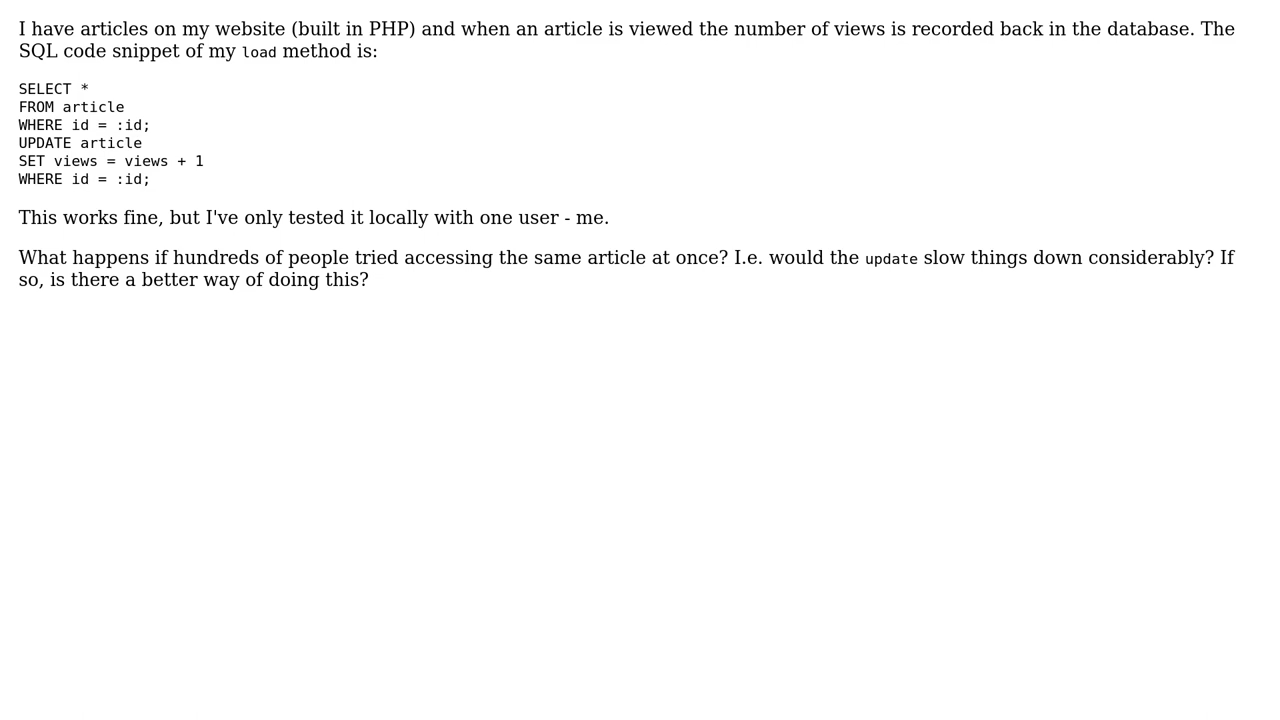 I have articles on my website (built in PHP) and when an article is viewed the number of views is recorded back in the database. The
SQL code snippet of my load method is:
SELECT *
FROM article
WHERE id = :id;
UPDATE article
SET views = views + 1
WHERE id = :id;
This works fine, but I've only tested it locally with one user - me.
What happens if hundreds of people tried accessing the same article at once? I.e. would the update slow things down considerably? If
so, is there a better way of doing this?